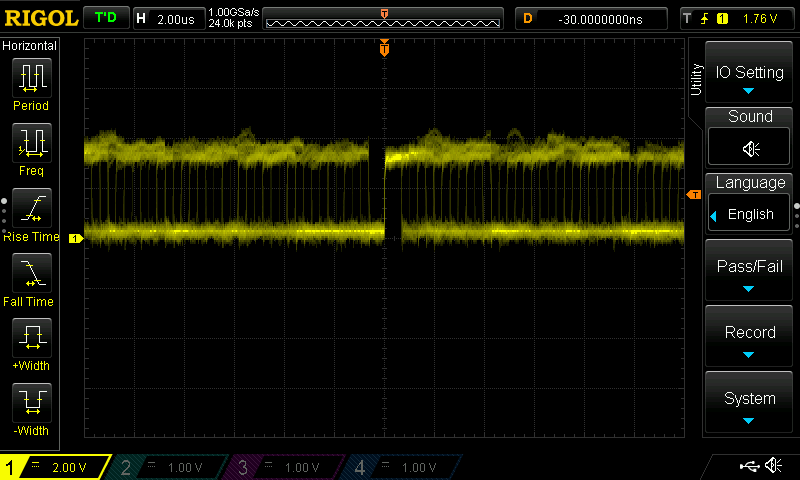 RIGOL T'D H 2.00us 1.00GSa/s 24.0k pts T D -30.0000000ns T 1 1.76 V
Horizontal
Period
Freq
Rise Time
Fall Time
+Width
-Width
T
T
1
Utility
IO Setting
Sound
Language
English
Pass/Fail
Record
System
1 2.00 V 2 1.00 V 3 1.00 V 4 1.00 V